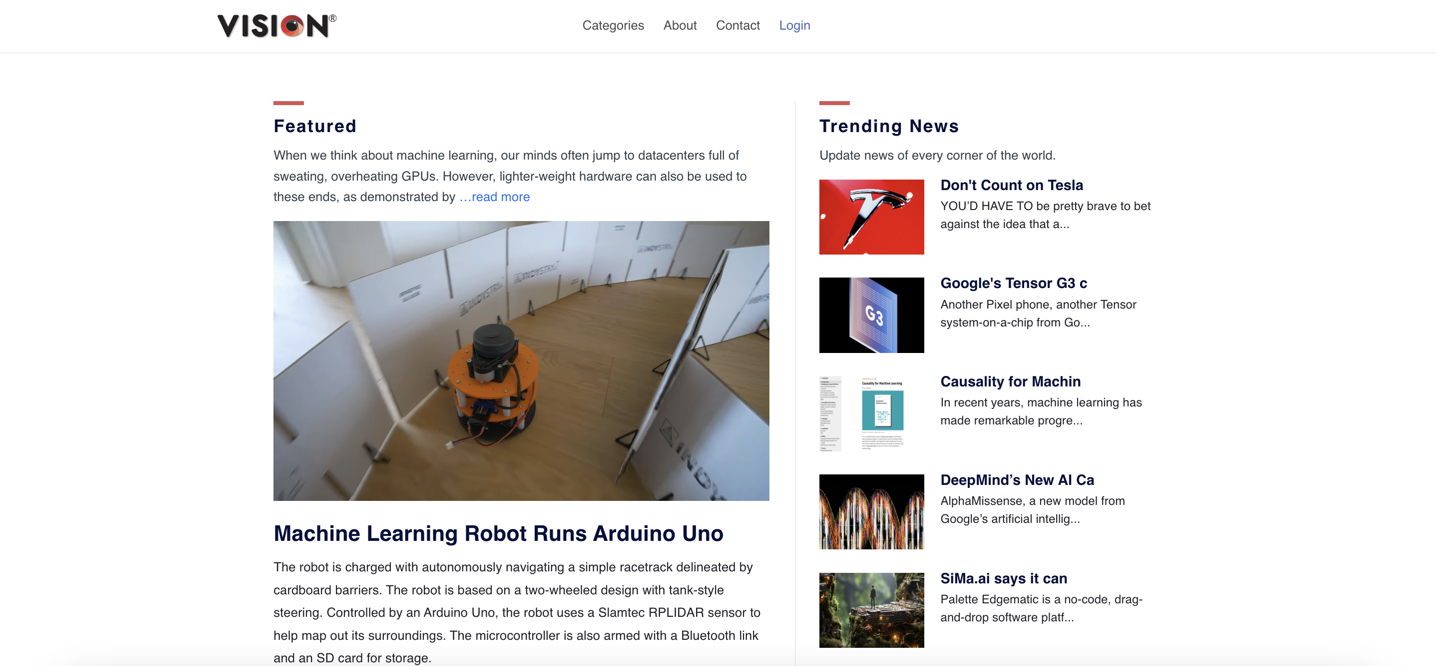 VISION®
Categories About Contact Login
Featured
When we think about machine learning, our minds often jump to datacenters full of
sweating, overheating GPUs. However, lighter-weight hardware can also be used to
these ends, as demonstrated by …read more
Machine Learning Robot Runs Arduino Uno
The robot is charged with autonomously navigating a simple racetrack delineated by
cardboard barriers. The robot is based on a two-wheeled design with tank-style
steering. Controlled by an Arduino Uno, the robot uses a Slamtec RPLIDAR sensor to
help map out its surroundings. The microcontroller is also armed with a Bluetooth link
and an SD card for storage.
Trending News
Update news of every corner of the world.
Don't Count on Tesla
YOU'D HAVE TO be pretty brave to bet
against the idea that a...
G3
Google's Tensor G3 c
Another Pixel phone, another Tensor
system-on-a-chip from Go...
Causality for Machine Learning
Causality for Machin
In recent years, machine learning has
made remarkable progre...
DeepMind’s New AI Ca
AlphaMissense, a new model from
Google’s artificial intellig...
SiMa.ai says it can
Palette Edgematic is a no-code, drag-
and-drop software platf...